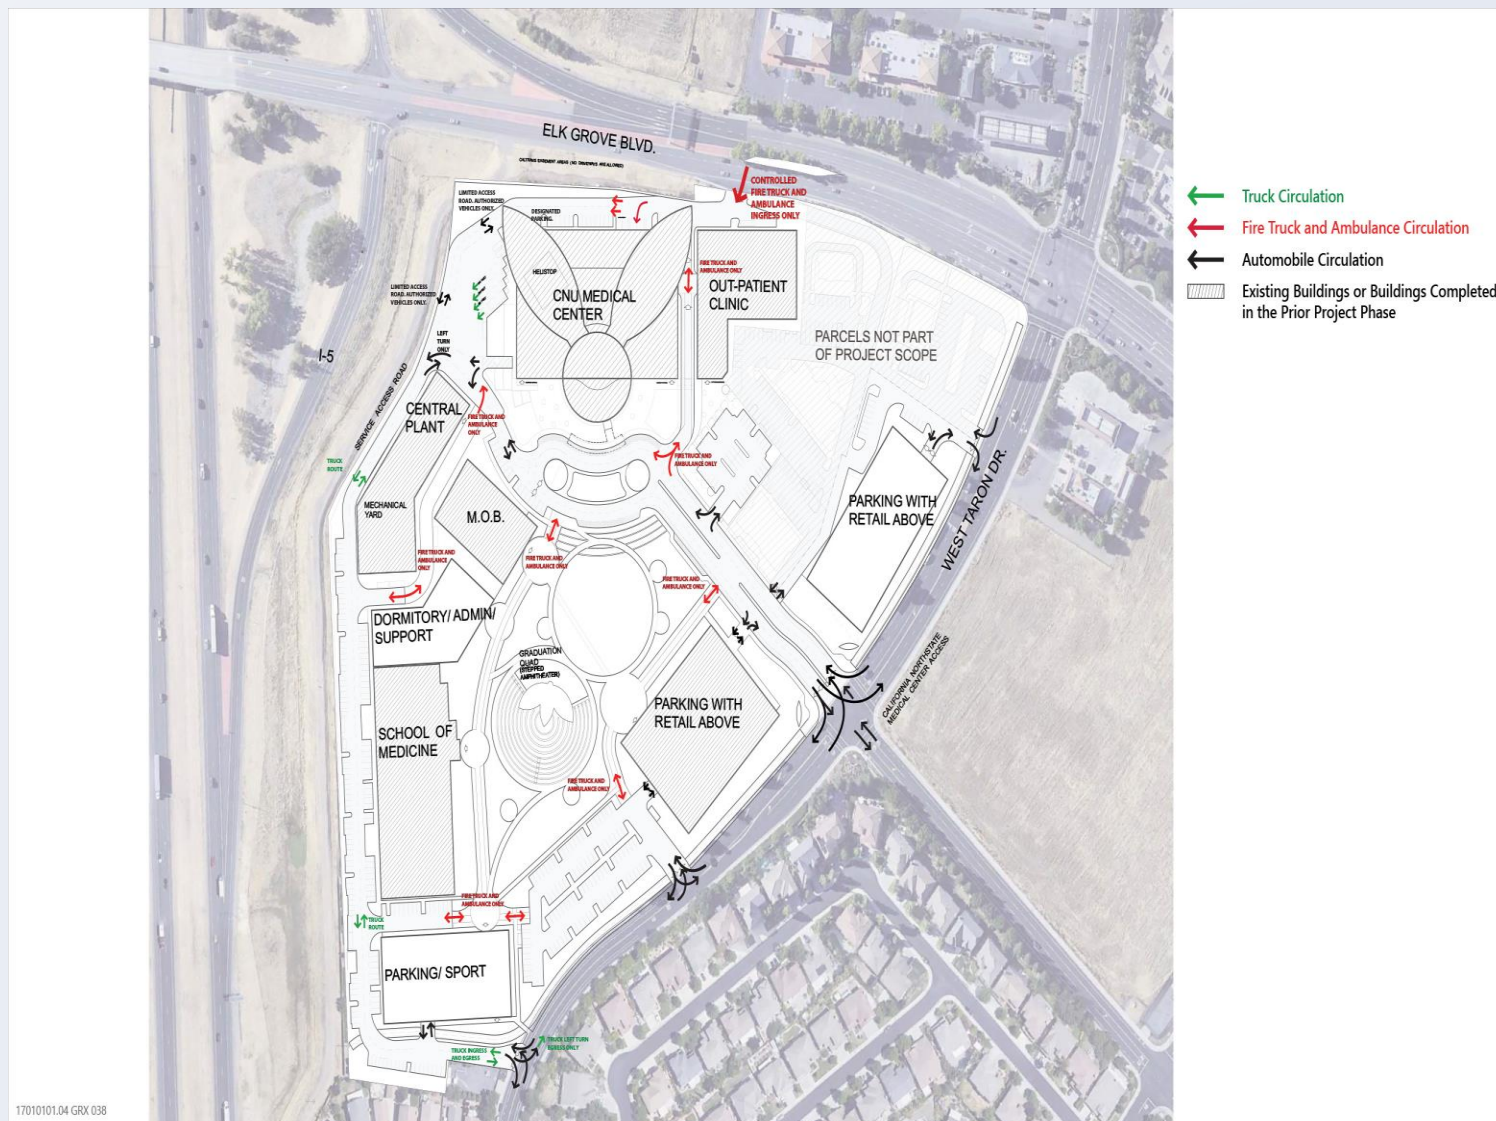 ELK GROVE BLVD.
(NO DRIVEWAYS ARE ALLOWED)
CONTROLLED
FIRE TRUCK AND
AMBULANCE
INGRESS ONLY
LIMITED ACCESS
ROAD. AUTHORIZED
VEHICLES ONLY.
DESIGNATED
PARKING.
HELISTOP
CNU MEDICAL
CENTER
FIRE TRUCK AND
AMBULANCE ONLY
OUT-PATIENT
CLINIC
PARCELS NOT PART
OF PROJECT SCOPE
LIMITED ACCESS
ROAD. AUTHORIZED
VEHICLES ONLY.
LEFT
TURN
ONLY
I-5
SERVICE ACCESS ROAD
CENTRAL
PLANT
FIRE TRUCK AND
AMBULANCE
ONLY
FIRE TRUCK AND
AMBULANCE ONLY
TRUCK
ROUTE
MECHANICAL
YARD
M.O.B.
PARKING WITH
RETAIL ABOVE
WEST TARON DR.
FIRE TRUCK AND
AMBULANCE
ONLY
FIRE TRUCK AND
AMBULANCE ONLY
FIRE TRUCK AND
AMBULANCE ONLY
DORMITORY/ ADMIN/
SUPPORT
GRADUATION
QUAD
(STEPPED
AMPHITHEATER)
CALIFORNIA NORTHSTATE
MEDICAL CENTER ACCESS
PARKING WITH
RETAIL ABOVE
SCHOOL OF
MEDICINE
FIRE TRUCK AND
AMBULANCE ONLY
FIRE TRUCK AND
AMBULANCE ONLY
TRUCK
ROUTE
PARKING/ SPORT
TRUCK LEFT TURN
EGRESS ONLY
TRUCK INGRESS
AND EGRESS
Truck Circulation
Fire Truck and Ambulance Circulation
Automobile Circulation
Existing Buildings or Buildings Completed
in the Prior Project Phase
17010101.04 GRX 038